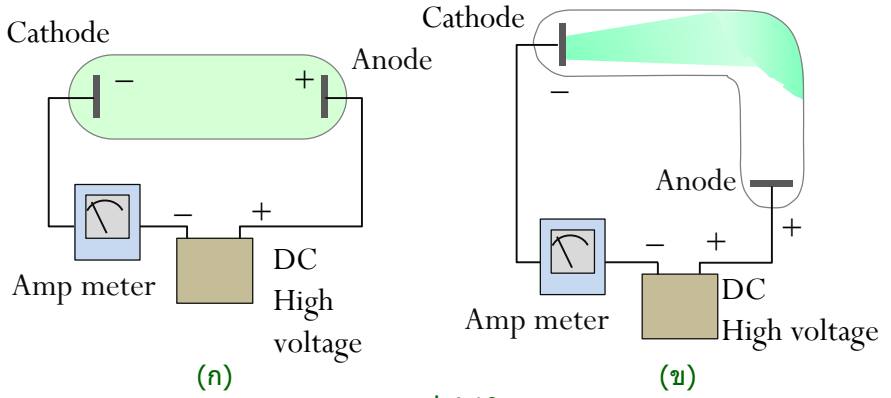 Cathode
Anode
−
+
−
+
Amp meter
DC
High
voltage
(ก)
Cathode
−
Anode
+
−
+
Amp meter
DC
High voltage
(ข)